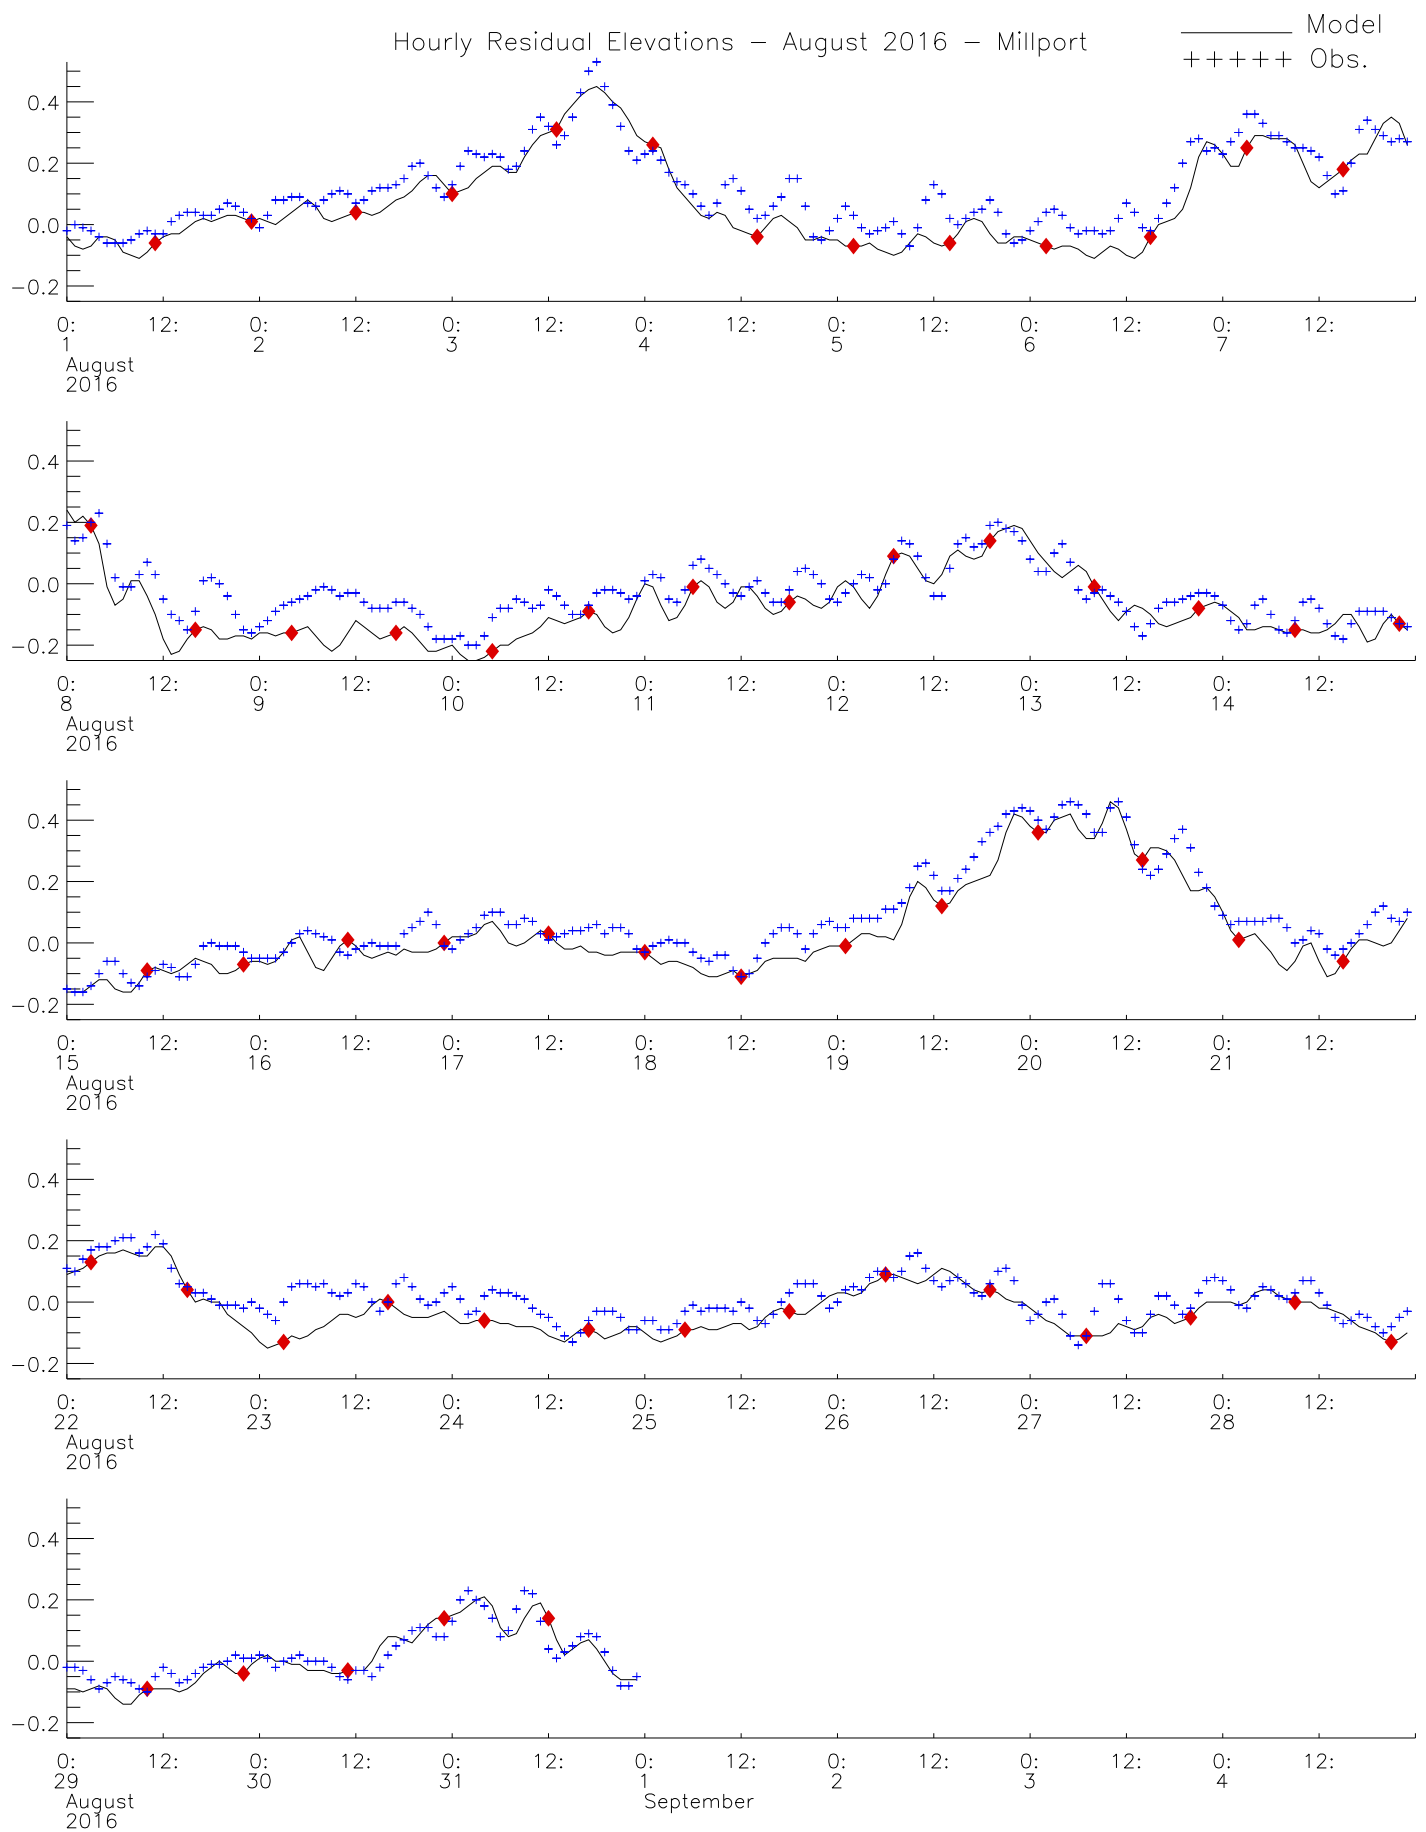 Hourly Residual Elevations − August 2016 − Millport
Model
+++++ Obs.
0.4
0.2
0.0
−0.2
0: 12: 0: 12: 0: 12: 0: 12: 0: 12: 0: 12: 0: 12:
1 2 3 4 5 6 7
August
2016
0.4
0.2
0.0
−0.2
0: 12: 0: 12: 0: 12: 0: 12: 0: 12: 0: 12: 0: 12:
8 9 10 11 12 13 14
August
2016
0.4
0.2
0.0
−0.2
0: 12: 0: 12: 0: 12: 0: 12: 0: 12: 0: 12: 0: 12:
15 16 17 18 19 20 21
August
2016
0.4
0.2
0.0
−0.2
0: 12: 0: 12: 0: 12: 0: 12: 0: 12: 0: 12: 0: 12:
22 23 24 25 26 27 28
August
2016
0.4
0.2
0.0
−0.2
0: 12: 0: 12: 0: 12: 0: 12: 0: 12: 0: 12: 0: 12:
29 30 31 1 2 3 4
August September
2016